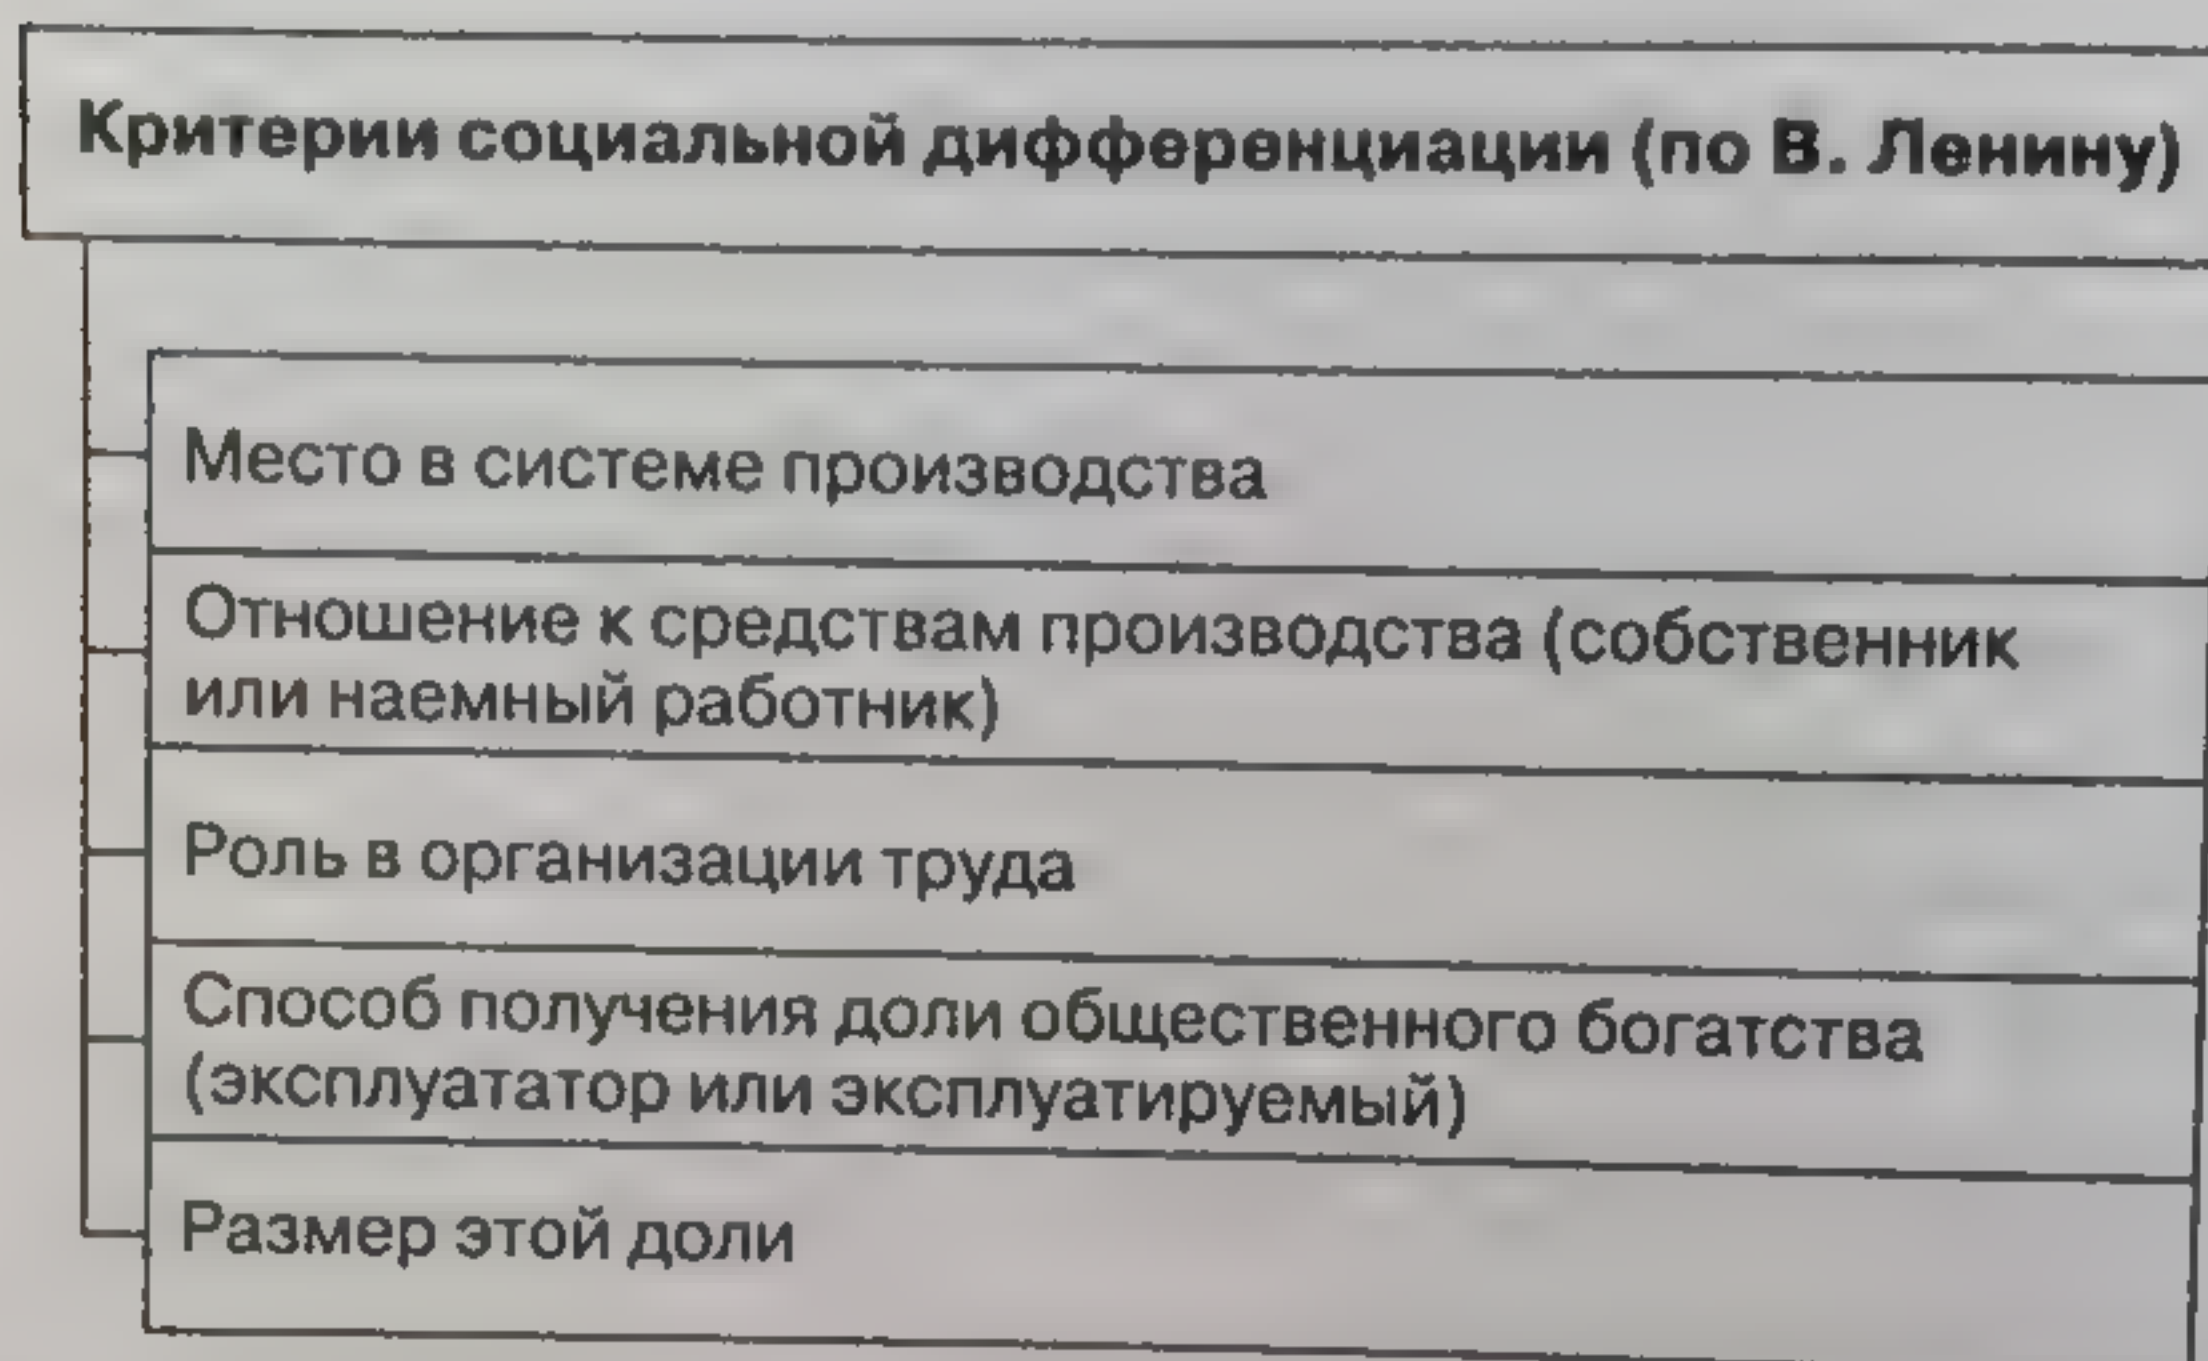 Критерии социальной дифференциации (по В. Ленину)
Место в системе производства
Отношение к средствам производства (собственник
или наемный работник)
Роль в организации труда
Способ получения доли общественного богатства
(эксплуататор или эксплуатируемый)
Размер этой доли